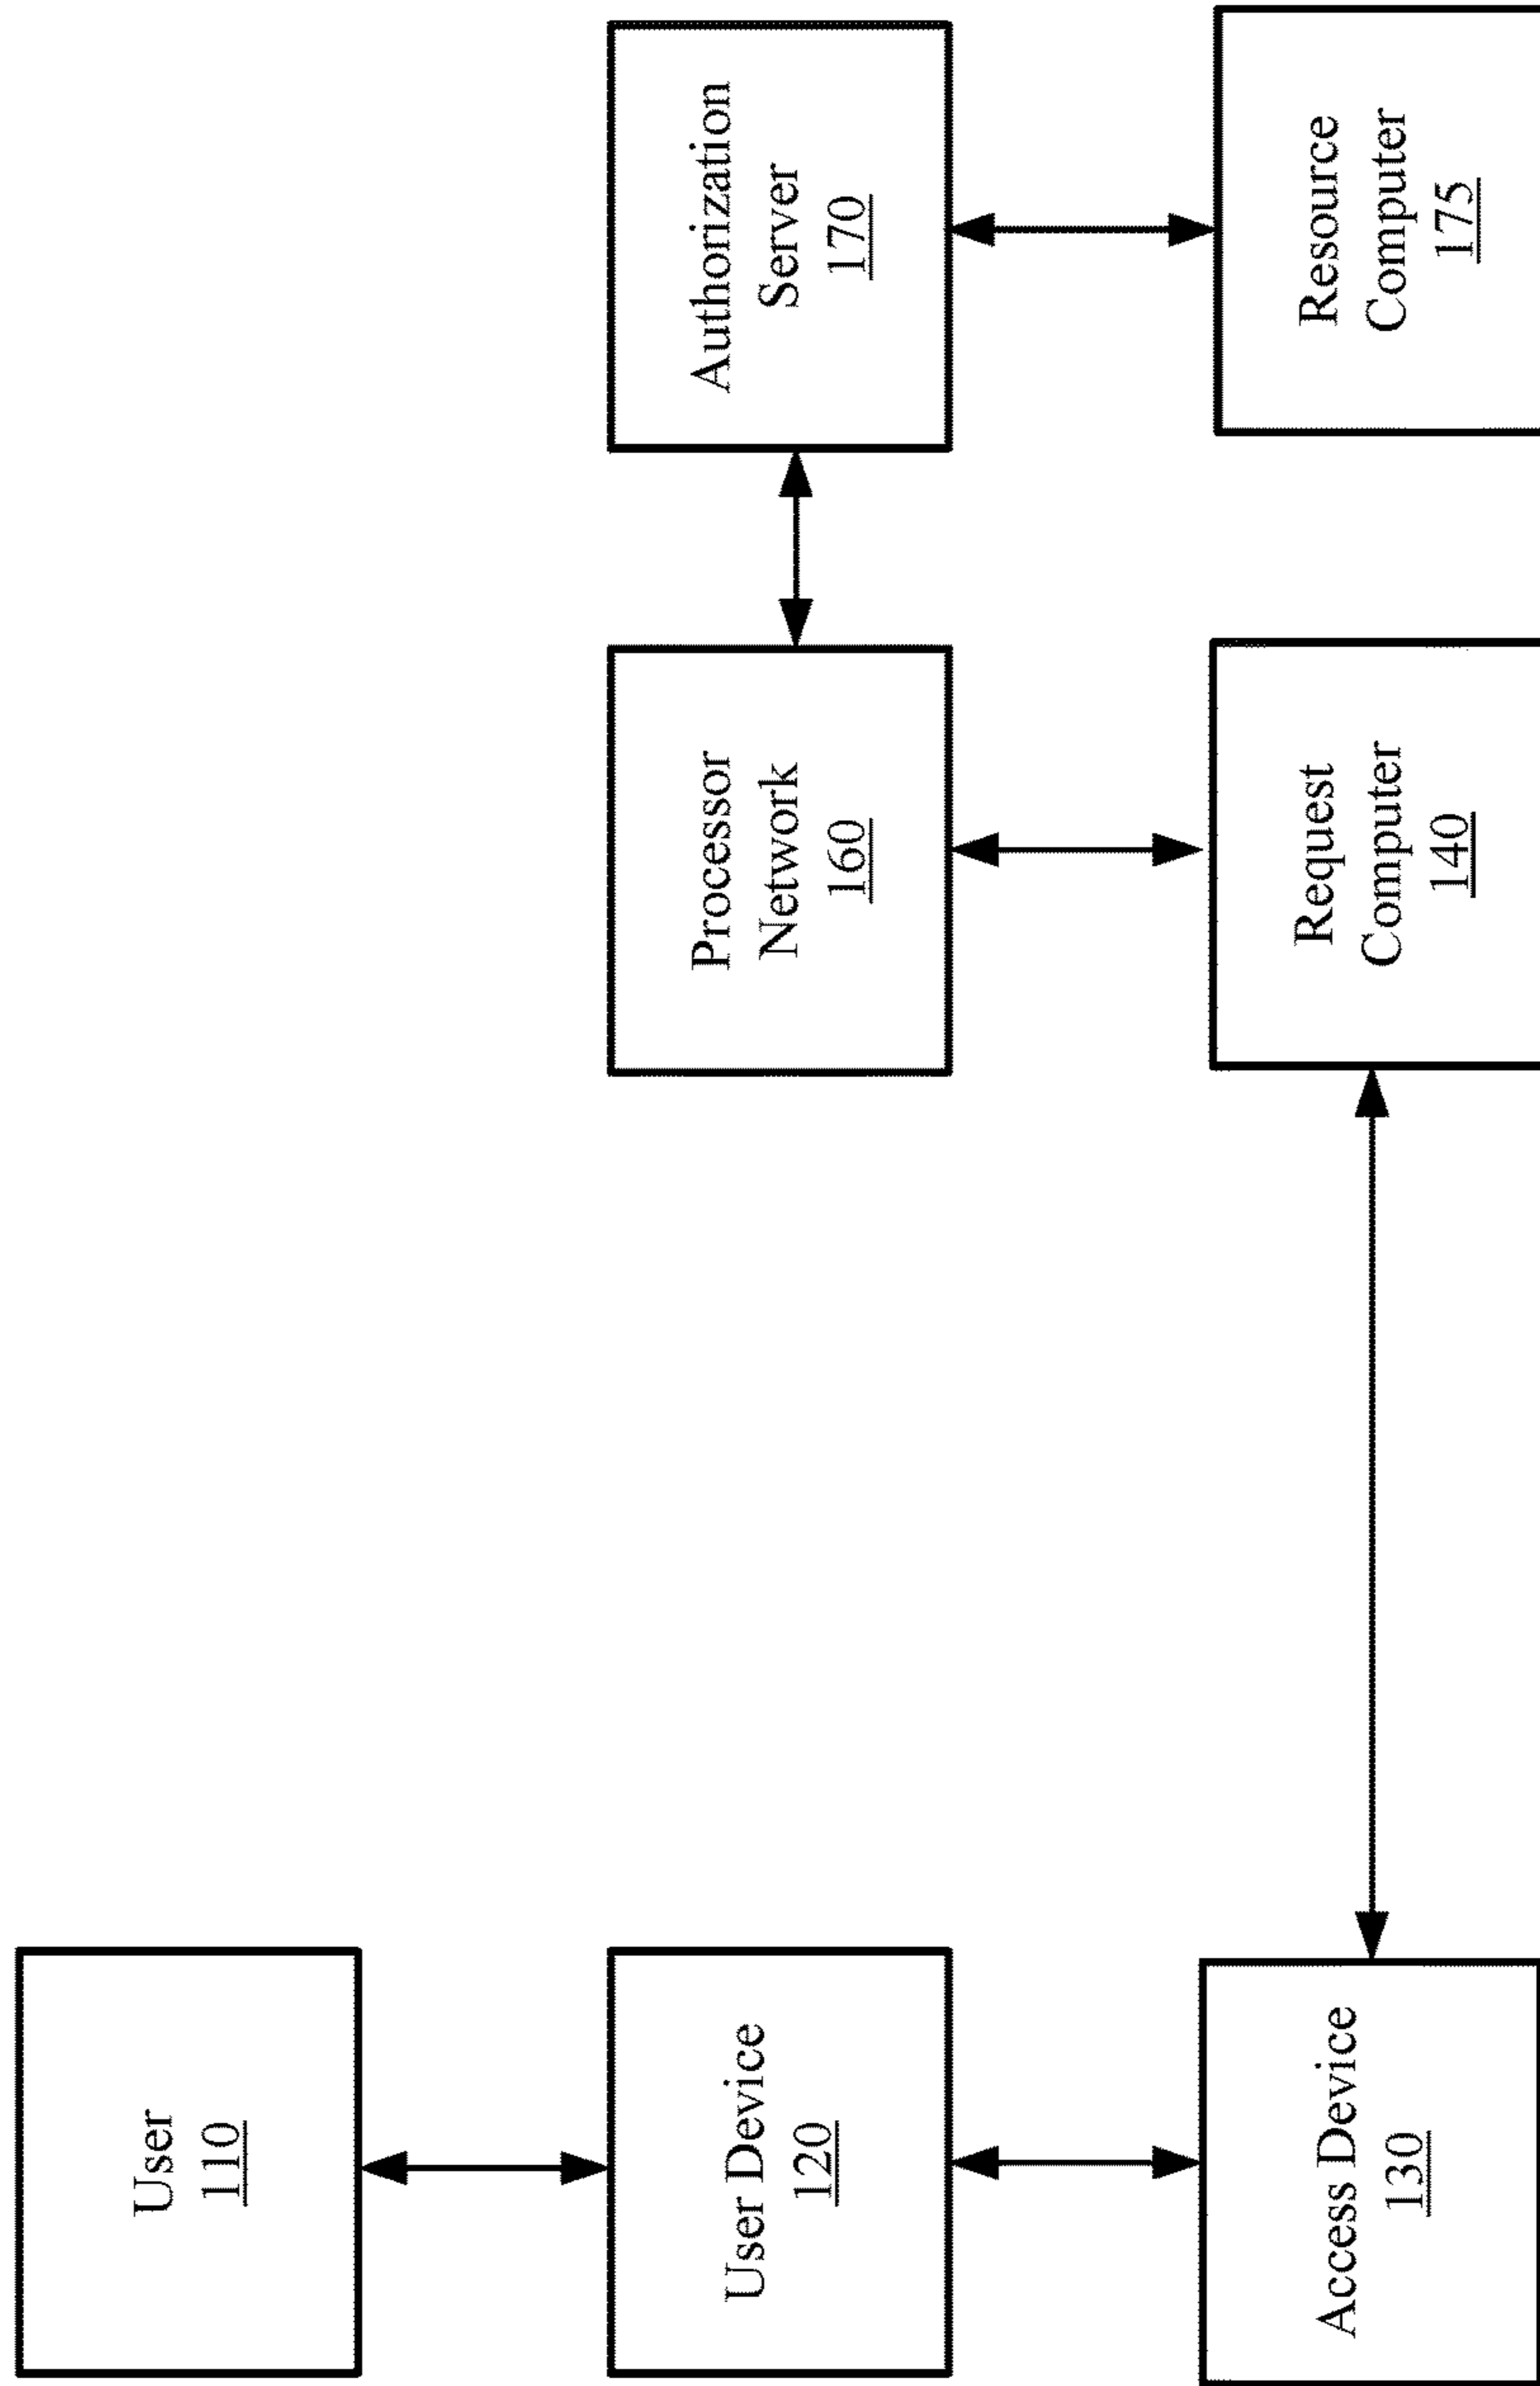 User
110
User Device
120
Access Device
130
Processor
Network
160
Request
Computer
140
Authorization
Server
170
Resource
Computer
175